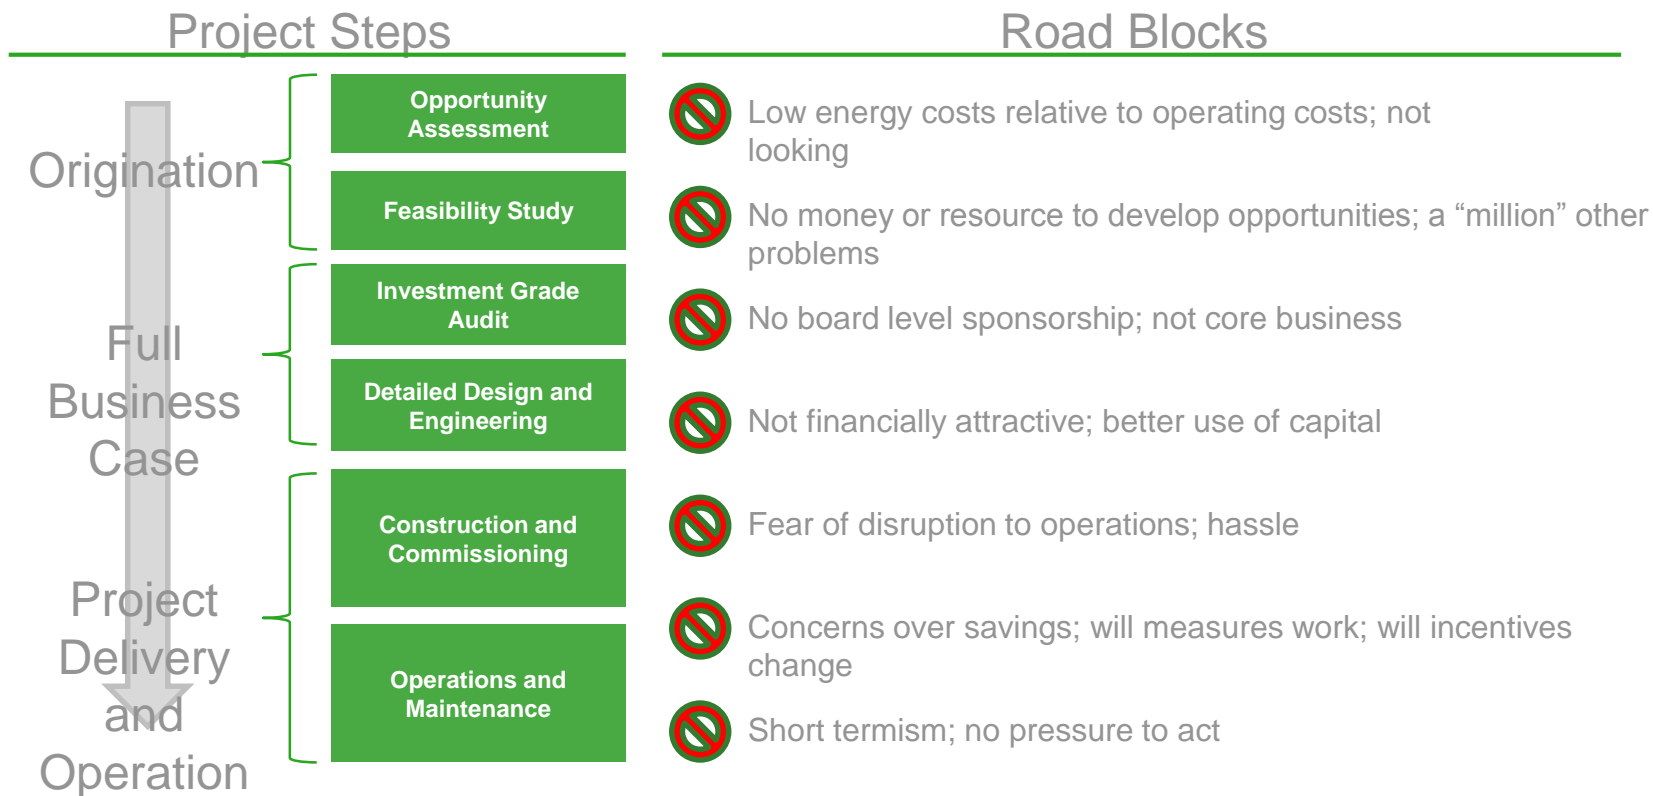 Project Steps
Road Blocks
Origination
Opportunity
Assessment
Feasibility Study
Full
Business
Case
Investment Grade
Audit
Detailed Design and
Engineering
Project
Delivery
and
Operation
Construction and
Commissioning
Operations and
Maintenance
Low energy costs relative to operating costs; not
looking
No money or resource to develop opportunities; a “million” other
problems
No board level sponsorship; not core business
Not financially attractive; better use of capital
Fear of disruption to operations; hassle
Concerns over savings; will measures work; will incentives
change
Short termism; no pressure to act